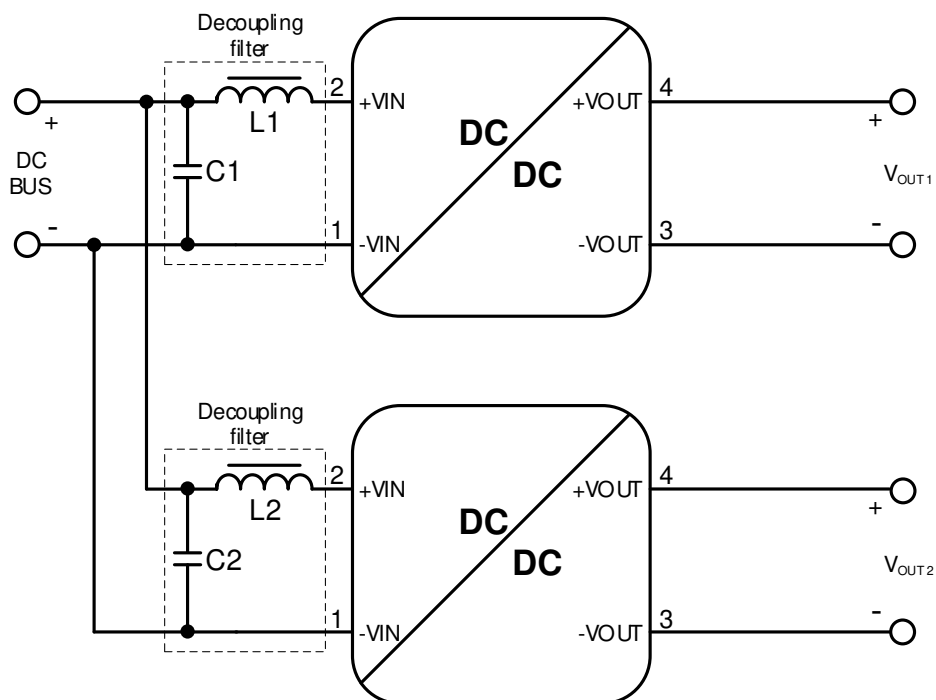 Decoupling
filter
2
+VIN
+VOUT
4
+
L1
DC
+
DC
BUS
C1
DC
VOUT1
-
1
-VIN
-VOUT
3
-
Decoupling
filter
2
+VIN
+VOUT
4
L2
DC
+
C2
DC
VOUT2
1
-VIN
-VOUT
3
-